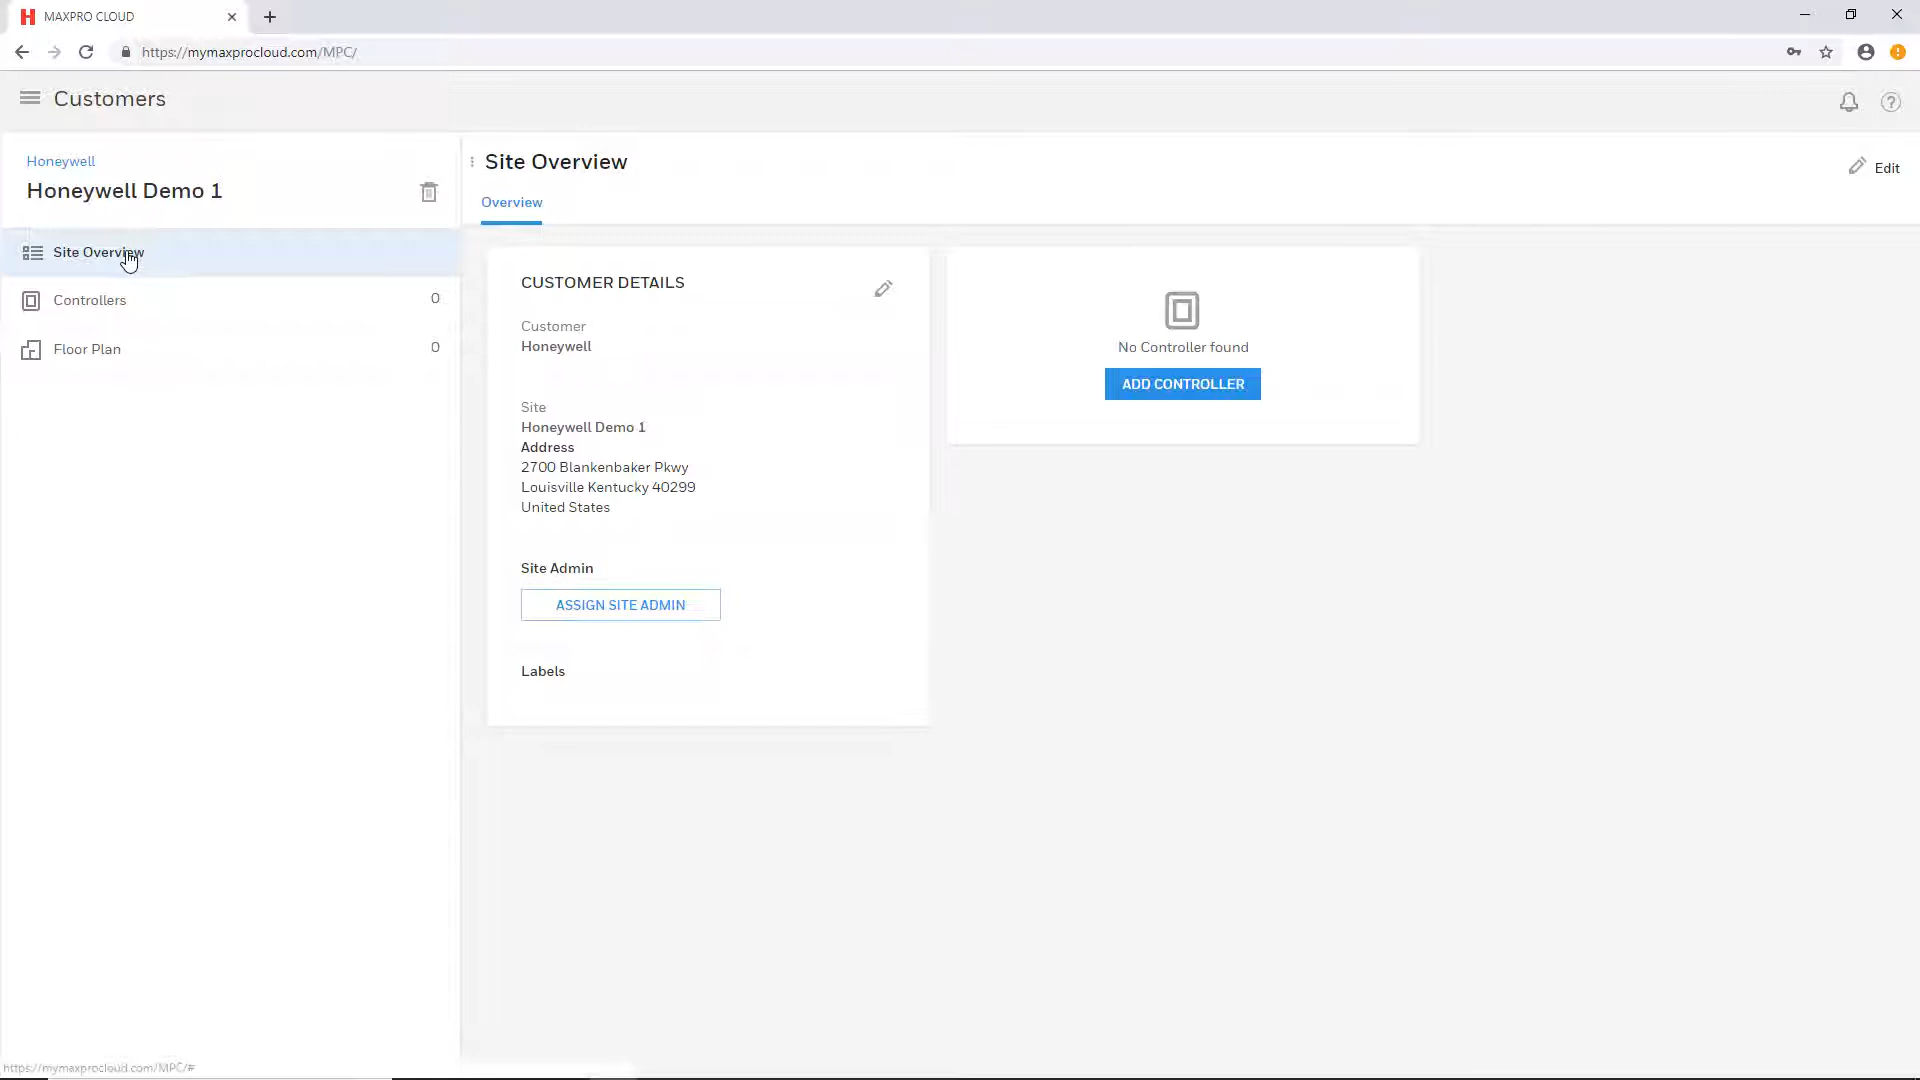 MAXPRO CLOUD
https://mymaxprocloud.com/MPC/
Customers
Honeywell
Honeywell Demo 1
Site Overview
Controllers 0
Floor Plan 0
Site Overview
Edit
Overview
CUSTOMER DETAILS
Customer
Honeywell
Site
Honeywell Demo 1
Address
2700 Blankenbaker Pkwy
Louisville Kentucky 40299
United States
Site Admin
ASSIGN SITE ADMIN
Labels
No Controller found
ADD CONTROLLER
https://mymaxprocloud.com/MPC/#